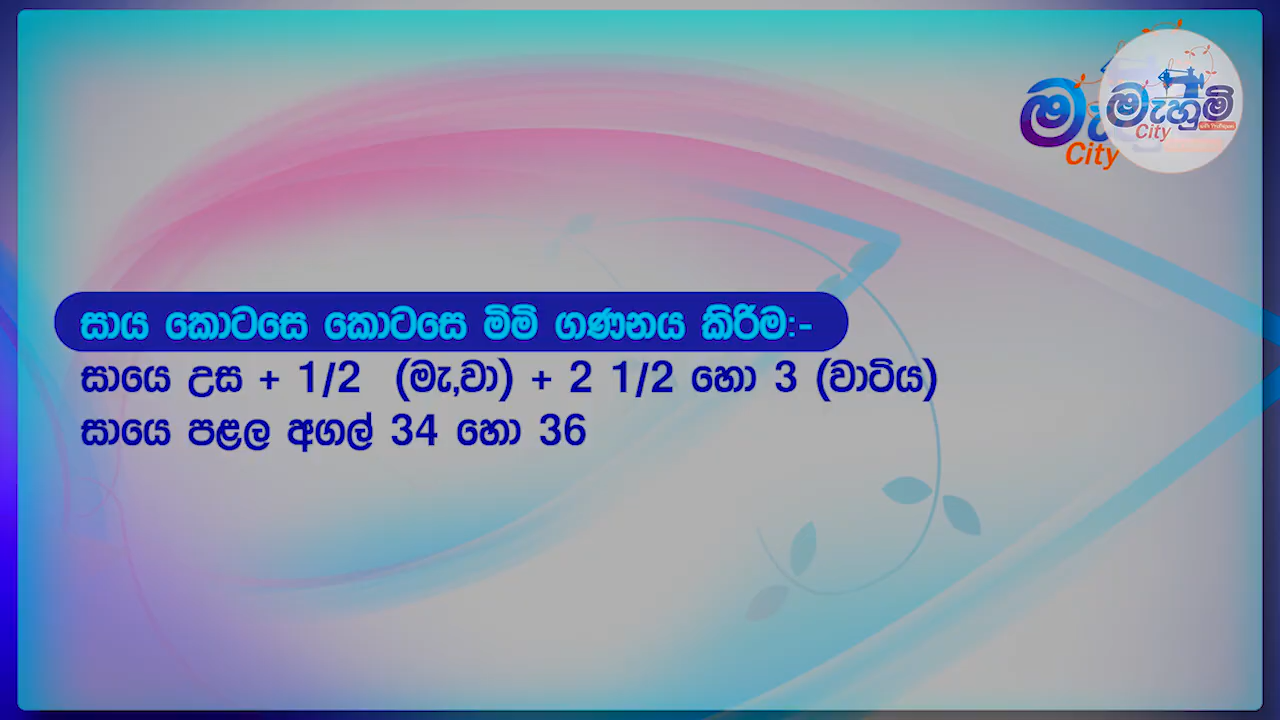 මැහුම්
City
සාය කොටසෙ කොටසෙ මිමි ගණනය කිරිම:-
සායෙ උස + 1/2 (මැ,වා) + 2 1/2 හො 3 (වාටිය)
සායෙ පළල අගල් 34 හො 36